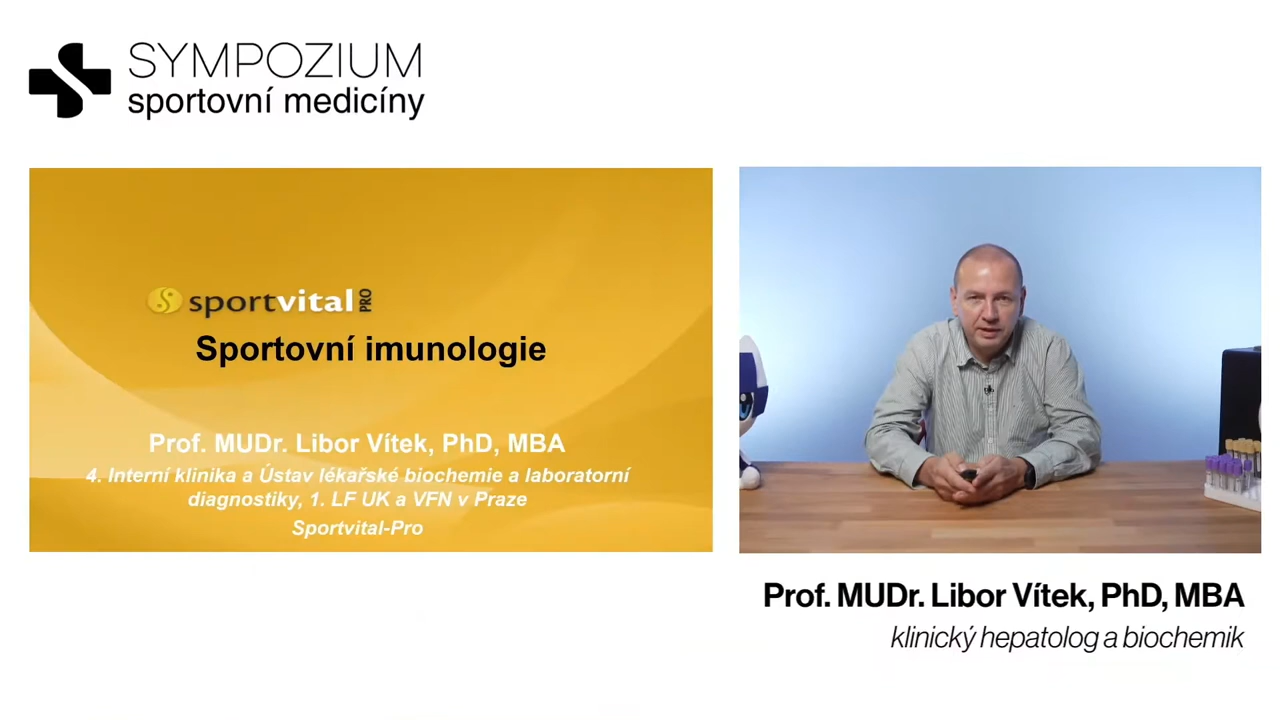 SYMPOZIUM
sportovní medicíny
sportvital PRO
Sportovní imunologie
Prof. MUDr. Libor Vítek, PhD, MBA
4. Interní klinika a Ústav lékařské biochemie a laboratorní
diagnostiky, 1. LF UK a VFN v Praze
Sportvital-Pro
Prof. MUDr. Libor Vítek, PhD, MBA
klinický hepatolog a biochemik